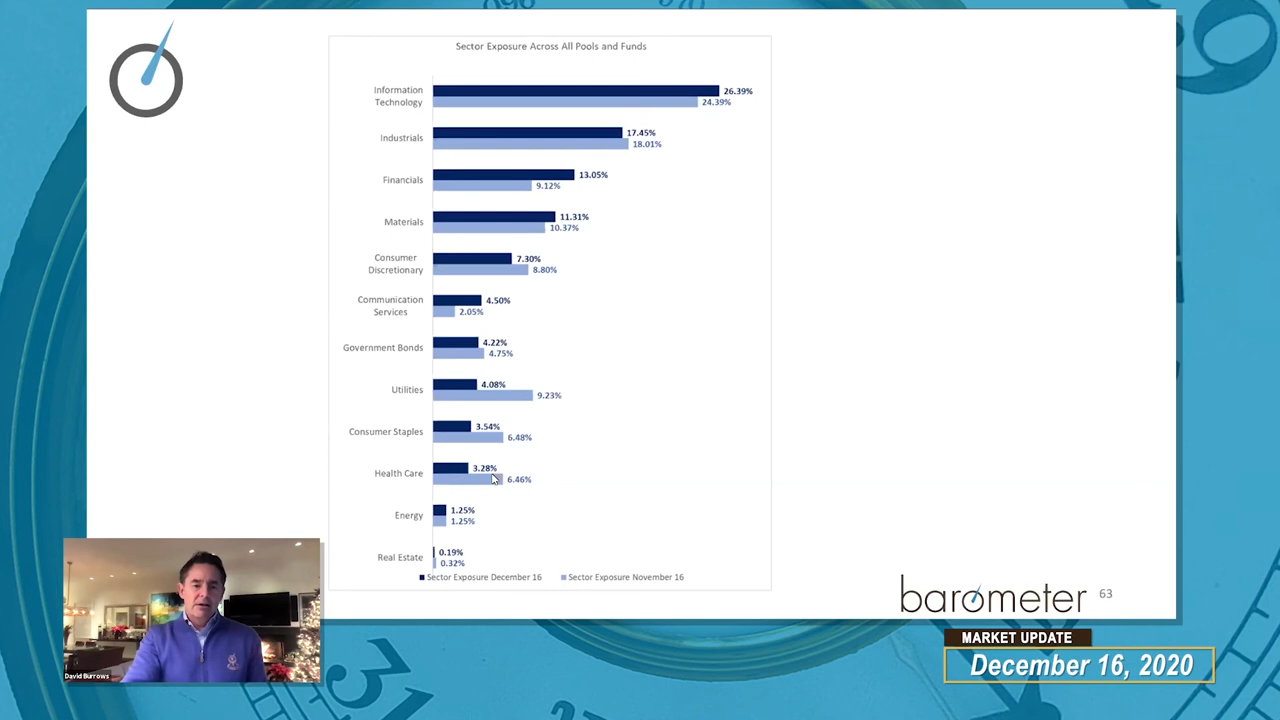 Sector Exposure Across All Pools and Funds
Information
Technology
26.39%
24.39%
Industrials
17.45%
18.01%
Financials
13.05%
9.12%
Materials
11.31%
10.37%
Consumer
Discretionary
7.30%
8.80%
Communication
Services
4.50%
2.05%
Government Bonds
4.22%
4.75%
Utilities
4.08%
9.23%
Consumer Staples
3.54%
6.48%
Health Care
3.28%
6.46%
Energy
1.25%
1.25%
Real Estate
0.19%
0.32%
Sector Exposure December 16
Sector Exposure November 16
barometer
63
MARKET UPDATE
December 16, 2020
David Burrows
31